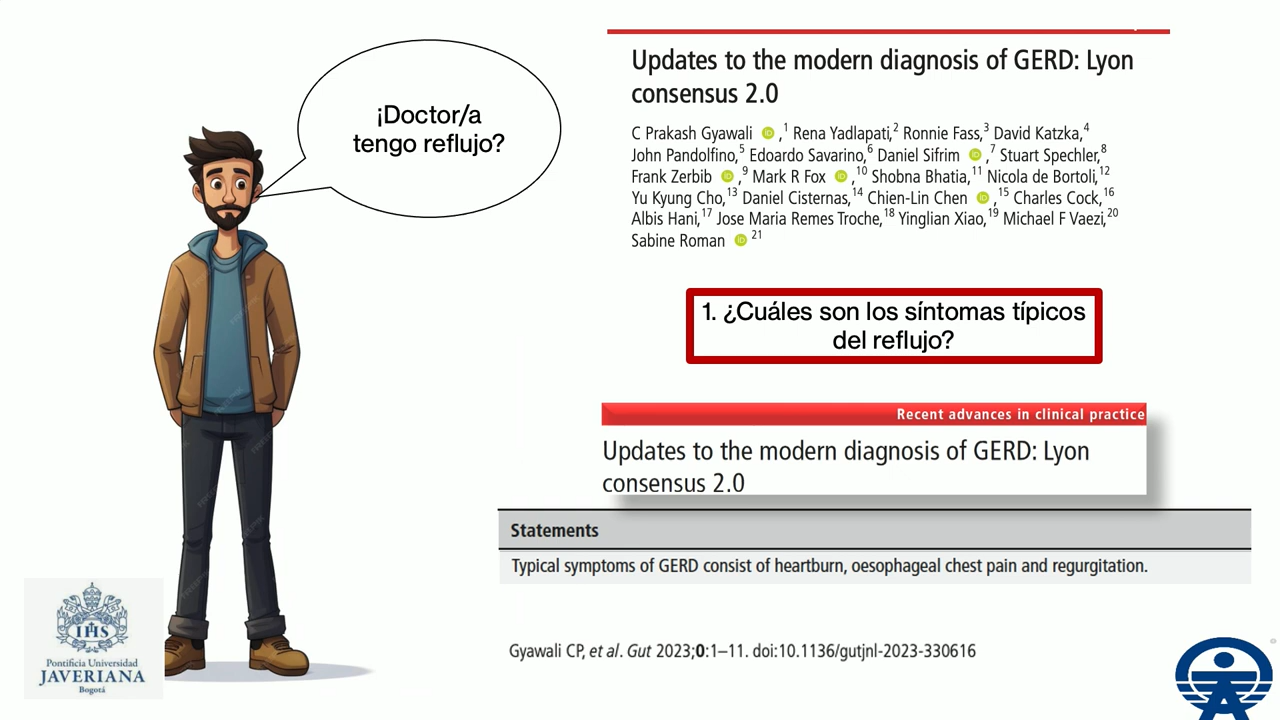 ¡Doctor/a
tengo reflujo?
Updates to the modern diagnosis of GERD: Lyon
consensus 2.0
C Prakash Gyawali iD ,1 Rena Yadlapati,2 Ronnie Fass,3 David Katzka,4
John Pandolfino,5 Edoardo Savarino,6 Daniel Sifrim iD ,7 Stuart Spechler,8
Frank Zerbib iD ,9 Mark R Fox iD ,10 Shobna Bhatia,11 Nicola de Bortoli,12
Yu Kyung Cho,13 Daniel Cisternas,14 Chien-Lin Chen iD ,15 Charles Cock,16
Albis Hani,17 Jose Maria Remes Troche,18 Yinglian Xiao,19 Michael F Vaezi,20
Sabine Roman iD 21
1. ¿Cuáles son los síntomas típicos
del reflujo?
Recent advances in clinical practice
Updates to the modern diagnosis of GERD: Lyon
consensus 2.0
Statements
Typical symptoms of GERD consist of heartburn, oesophageal chest pain and regurgitation.
Gyawali CP, et al. Gut 2023;0:1–11. doi:10.1136/gutjnl-2023-330616
IHS
Pontificia Universidad
JAVERIANA
Bogotá